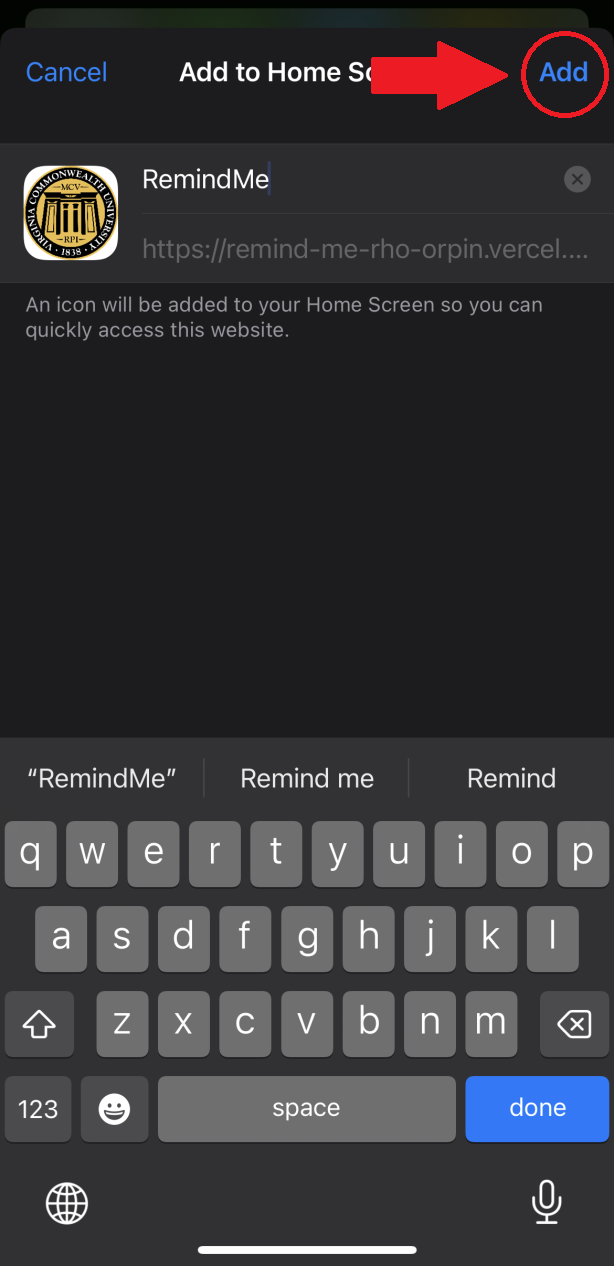 Cancel
Add to Home Sc
Add
RemindMe
VIRGINIA COMMONWEALTH UNIVERSITY
MCV
RPI
· 1838 ·
https://remind-me-rho-orpin.vercel....
An icon will be added to your Home Screen so you can
quickly access this website.
“RemindMe” Remind me Remind
q w e r t y u i o p
a s d f g h j k l
z x c v b n m
123 space done